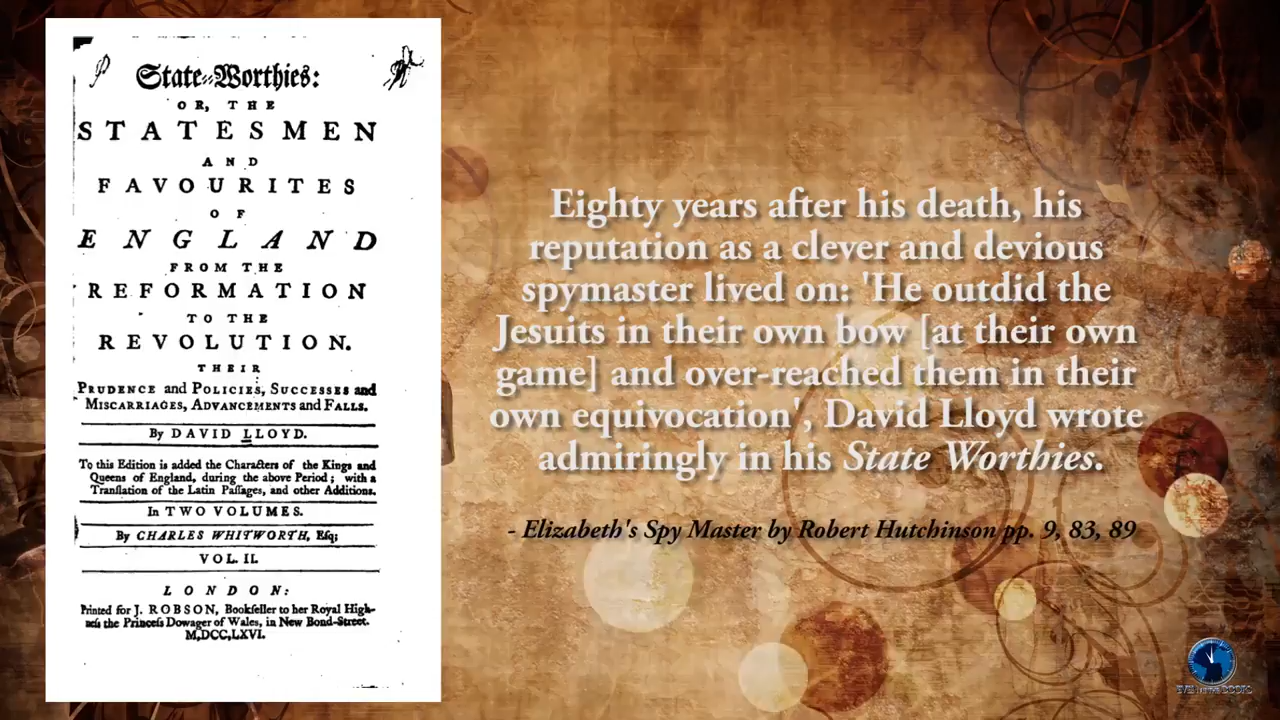 State-Worthies:
OR, THE
STATESMEN
AND
FAVOURITES
OF
ENGLAND
FROM THE
REFORMATION
TO THE
REVOLUTION.
THEIR
PRUDENCE and POLICIES, SUCCESSES and
MISCARRIAGES, ADVANCEMENTS and FALLS.
By DAVID LLOYD.
To this Edition is added the Characters of the Kings and
Queens of England, during the above Period; with a
Tranſlation of the Latin Paſſages, and other Additions.
In TWO VOLUMES.
By CHARLES WHITWORTH, Eſq;
VOL. II.
LONDON:
Printed for J. ROBSON, Bookſeller to her Royal High-
neſs the Princeſs Dowager of Wales, in New Bond-Street.
M,DCC,LXVI.
Eighty years after his death, his
reputation as a clever and devious
spymaster lived on: 'He outdid the
Jesuits in their own bow [at their own
game] and over-reached them in their
own equivocation', David Lloyd wrote
admiringly in his State Worthies.
- Elizabeth's Spy Master by Robert Hutchinson pp. 9, 83, 89